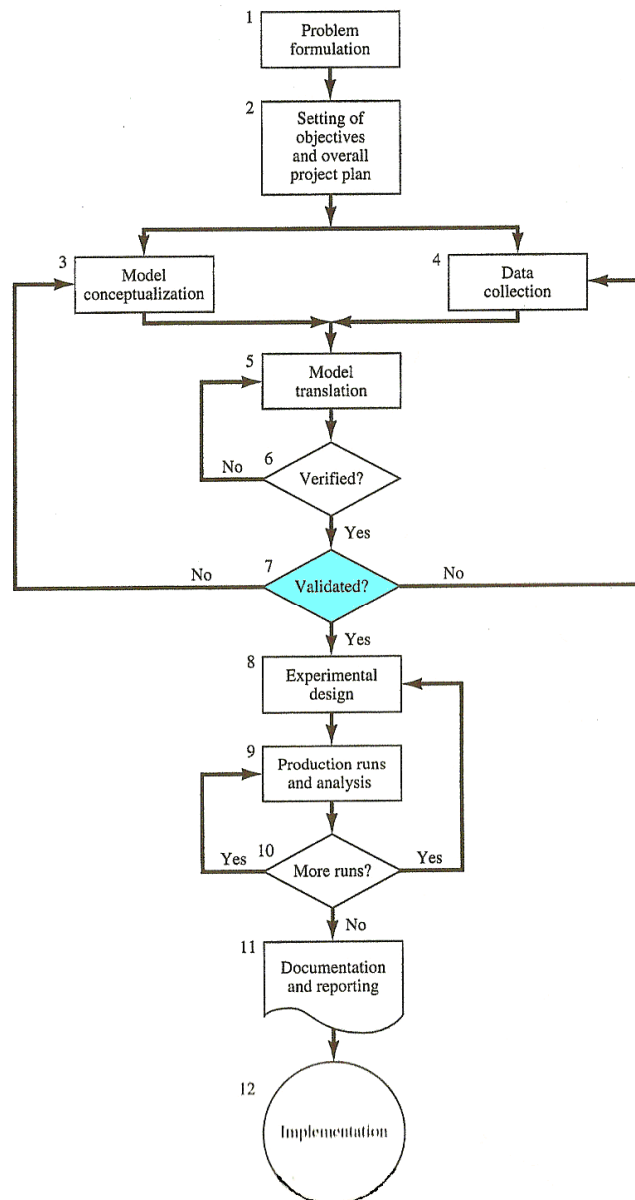 1
Problem
formulation
2
Setting of
objectives
and overall
project plan
3
Model
conceptualization
4
Data
collection
5
Model
translation
6
Verified?
No
Yes
7
Validated?
No
No
Yes
8
Experimental
design
9
Production runs
and analysis
10
More runs?
Yes
Yes
No
11
Documentation
and reporting
12
Implementation